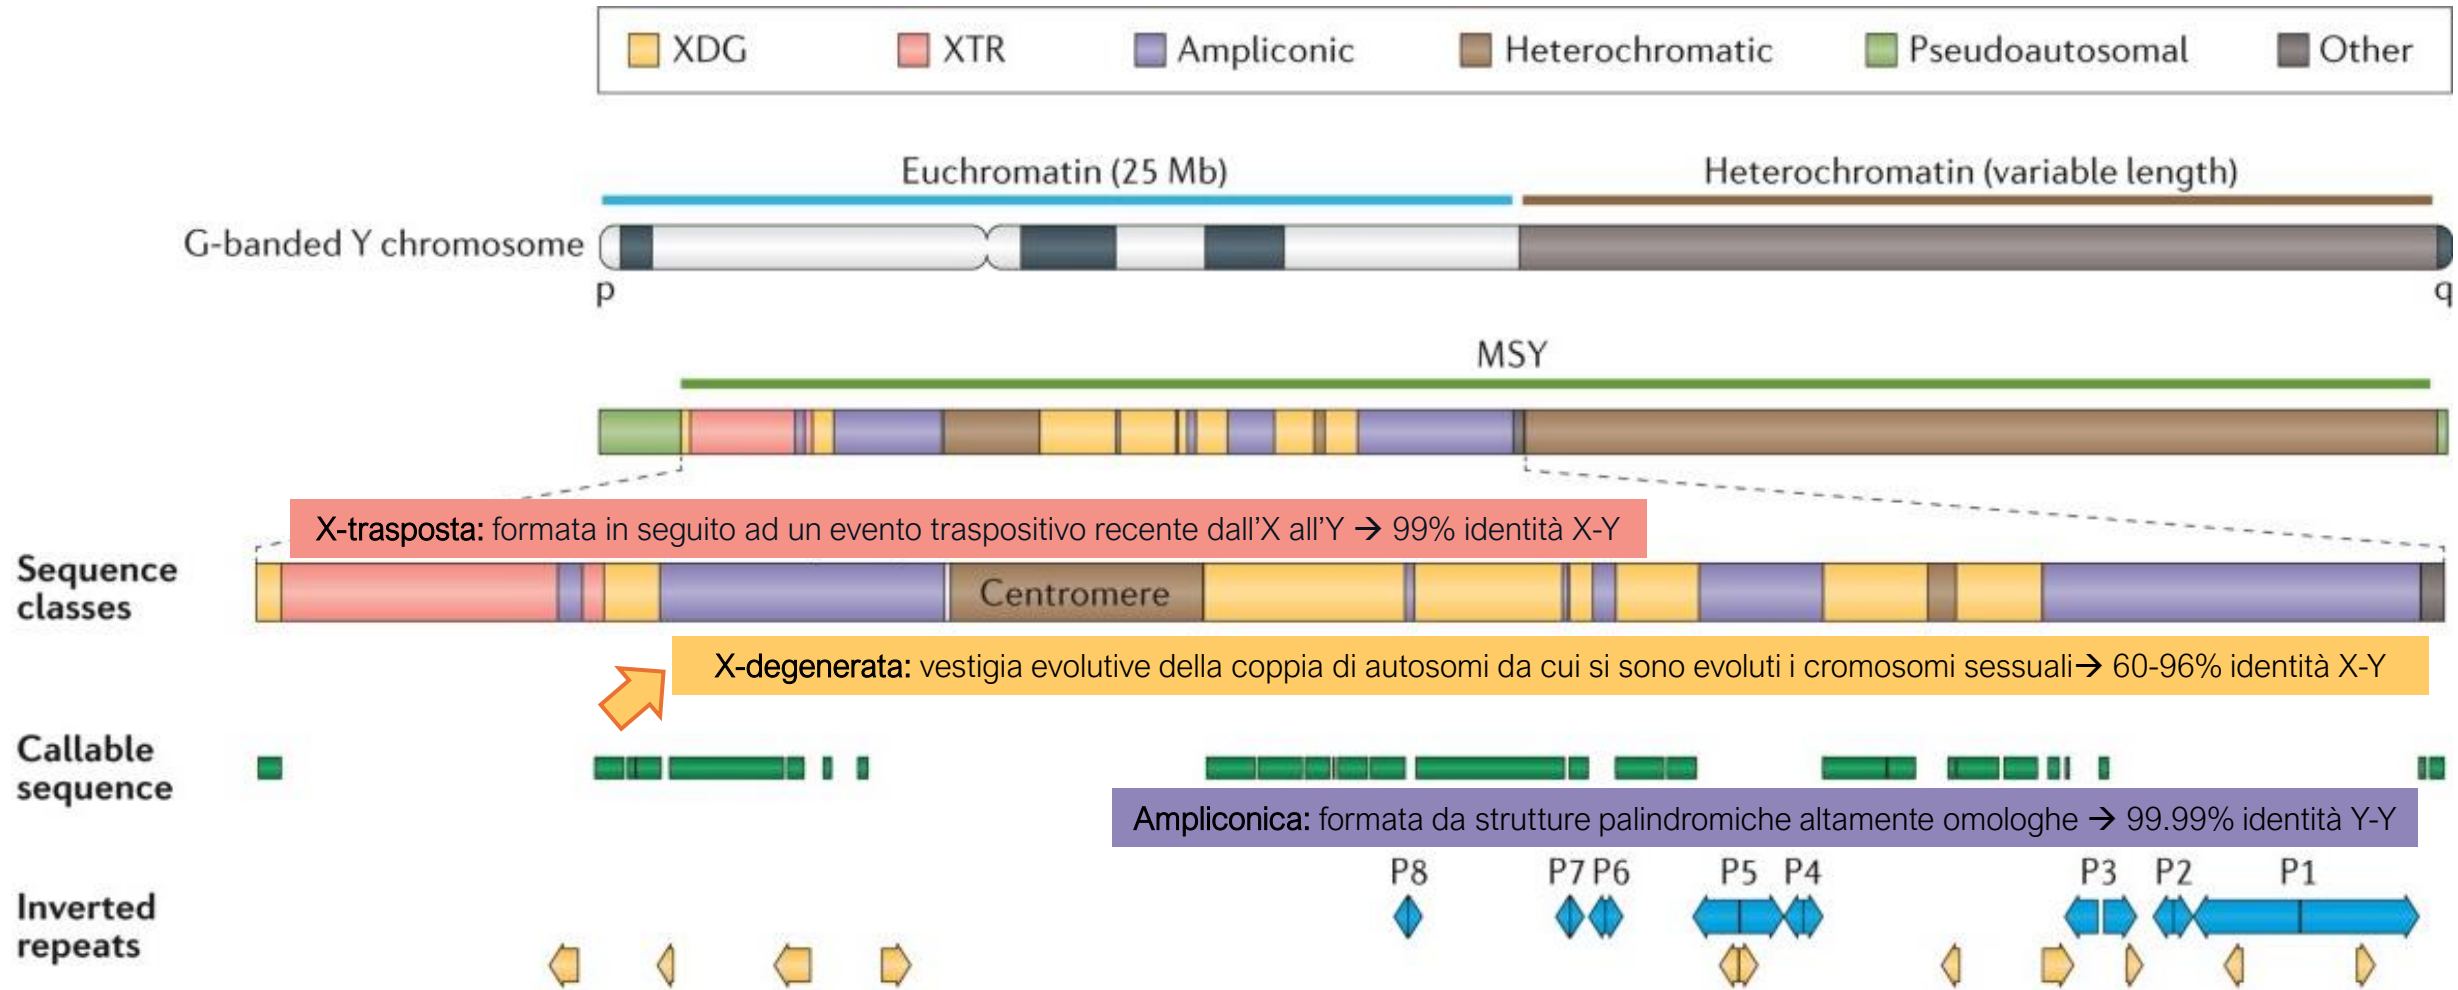 XDG XTR Ampliconic Heterochromatic Pseudoautosomal Other
Euchromatin (25 Mb) Heterochromatin (variable length)
G-banded Y chromosome
p q
MSY
X-trasposta: formata in seguito ad un evento traspositivo recente dall'X all'Y → 99% identità X-Y
Sequence
classes
Centromere
X-degenerata: vestigia evolutive della coppia di autosomi da cui si sono evoluti i cromosomi sessuali→ 60-96% identità X-Y
Callable
sequence
Ampliconica: formata da strutture palindromiche altamente omologhe → 99.99% identità Y-Y
P8 P7 P6 P5 P4 P3 P2 P1
Inverted
repeats